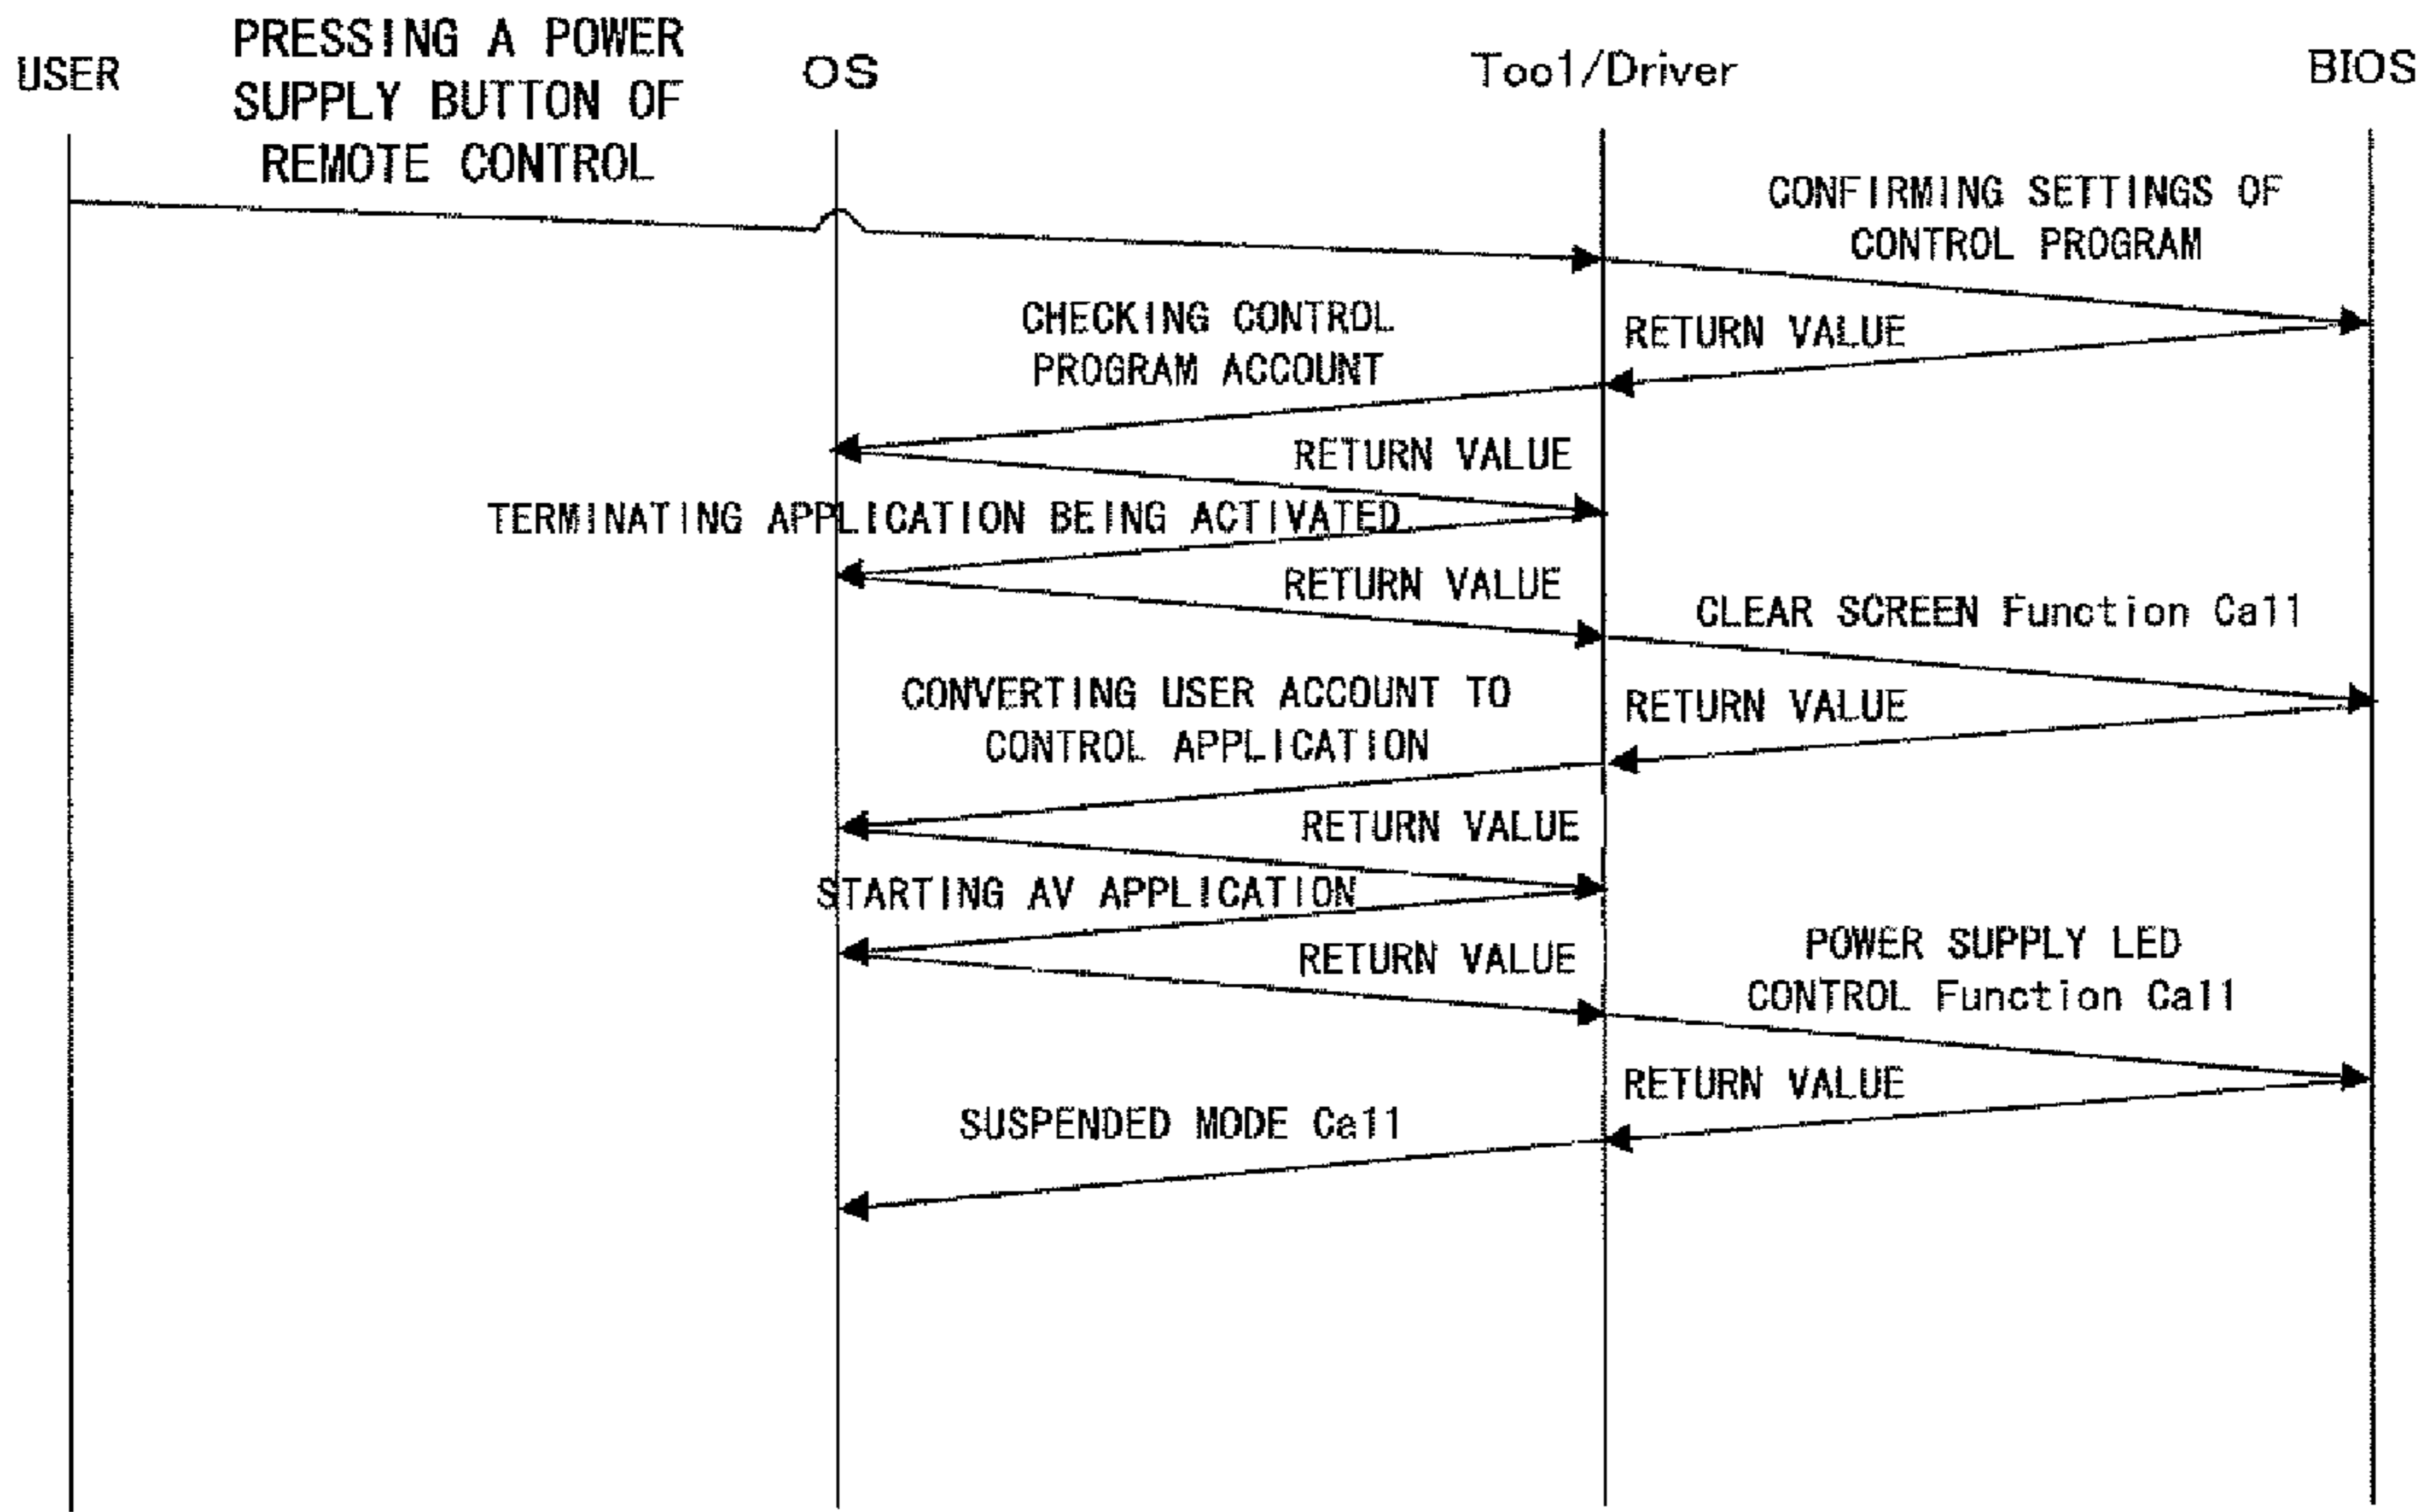 USER
PRESSING A POWER
SUPPLY BUTTON OF
REMOTE CONTROL
OS
Tool/Driver
BIOS
CONFIRMING SETTINGS OF
CONTROL PROGRAM
CHECKING CONTROL
PROGRAM ACCOUNT
RETURN VALUE
RETURN VALUE
TERMINATING APPLICATION BEING ACTIVATED
RETURN VALUE
CLEAR SCREEN Function Call
CONVERTING USER ACCOUNT TO
CONTROL APPLICATION
RETURN VALUE
RETURN VALUE
STARTING AV APPLICATION
RETURN VALUE
POWER SUPPLY LED
CONTROL Function Call
RETURN VALUE
SUSPENDED MODE Call